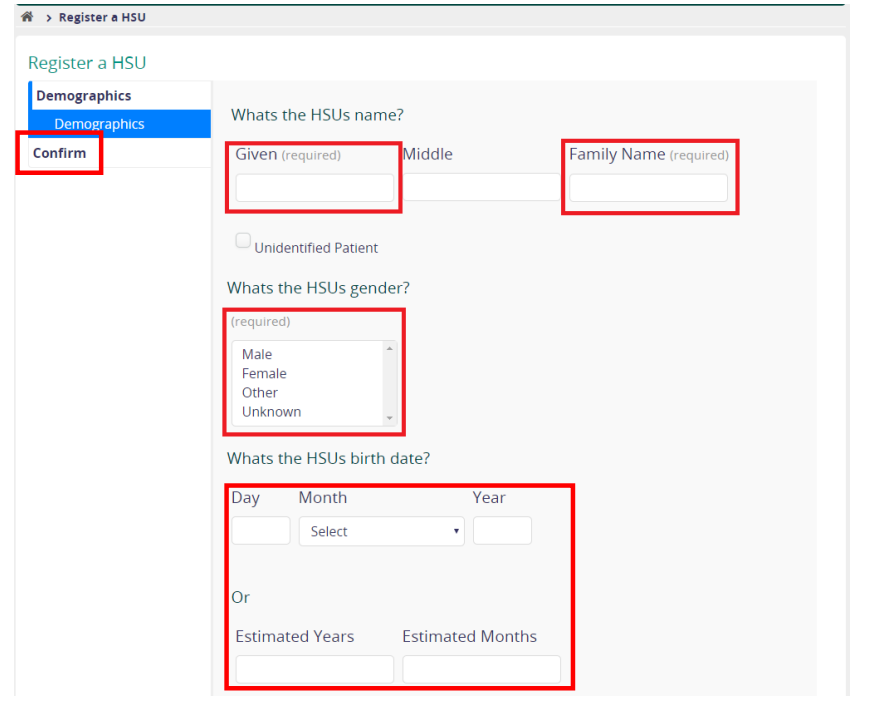 > Register a HSU
Register a HSU
Demographics
Demographics
Confirm
Whats the HSUs name?
Given (required) Middle Family Name (required)
Unidentified Patient
Whats the HSUs gender?
(required)
Male
Female
Other
Unknown
Whats the HSUs birth date?
Day Month Year
Select
Or
Estimated Years Estimated Months